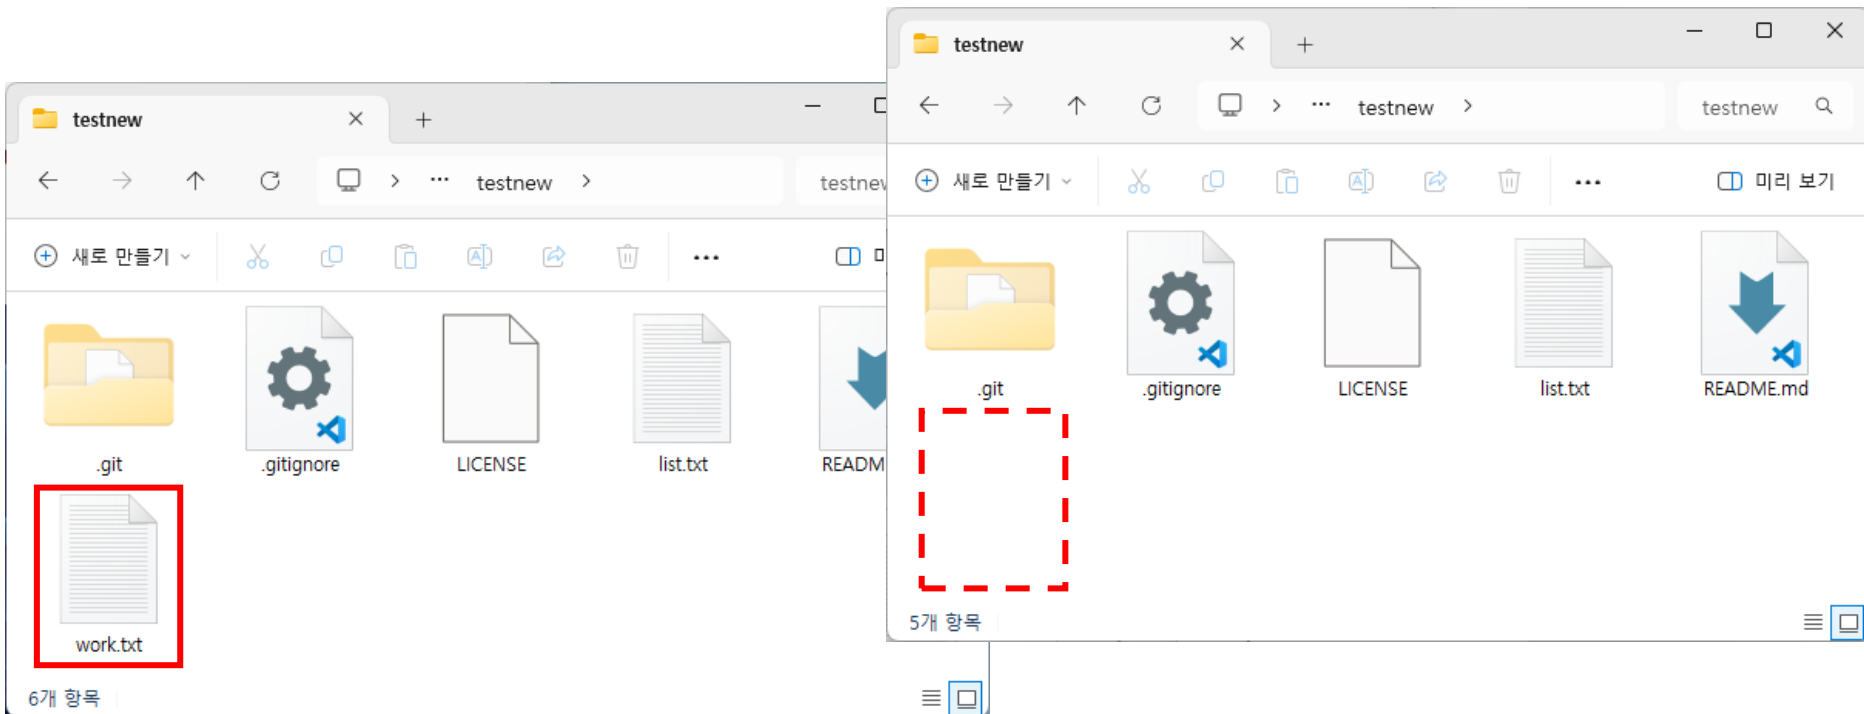 testnew
testnew
testnew
새로 만들기
.git
.gitignore
LICENSE
list.txt
READM
work.txt
6개 항목
testnew
testnew
testnew
새로 만들기
미리 보기
.git
.gitignore
LICENSE
list.txt
README.md
5개 항목